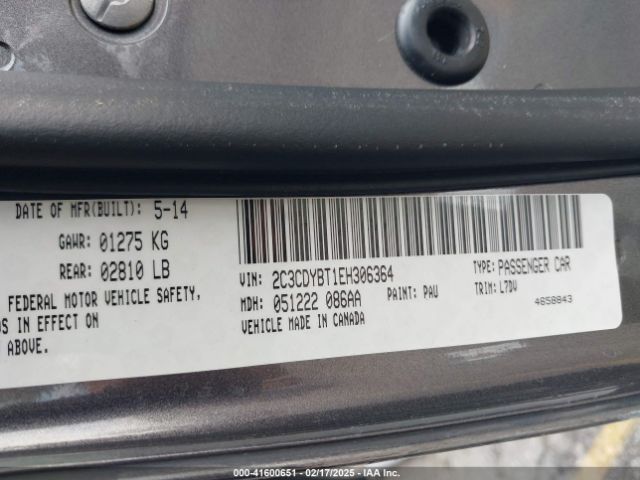 DATE OF MFR(BUILT): 5-14
GAWR: 01275 KG
REAR: 02810 LB
FEDERAL MOTOR VEHICLE SAFETY,
DS IN EFFECT ON
ABOVE.
VIN: 2C3CDYBT1EH306364
TYPE: PASSENGER CAR
MDH: 051222 086AA PAINT: PAU TRIM: L7DV
VEHICLE MADE IN CANADA
4858843
000-41600651 - 02/17/2025 - IAA Inc.